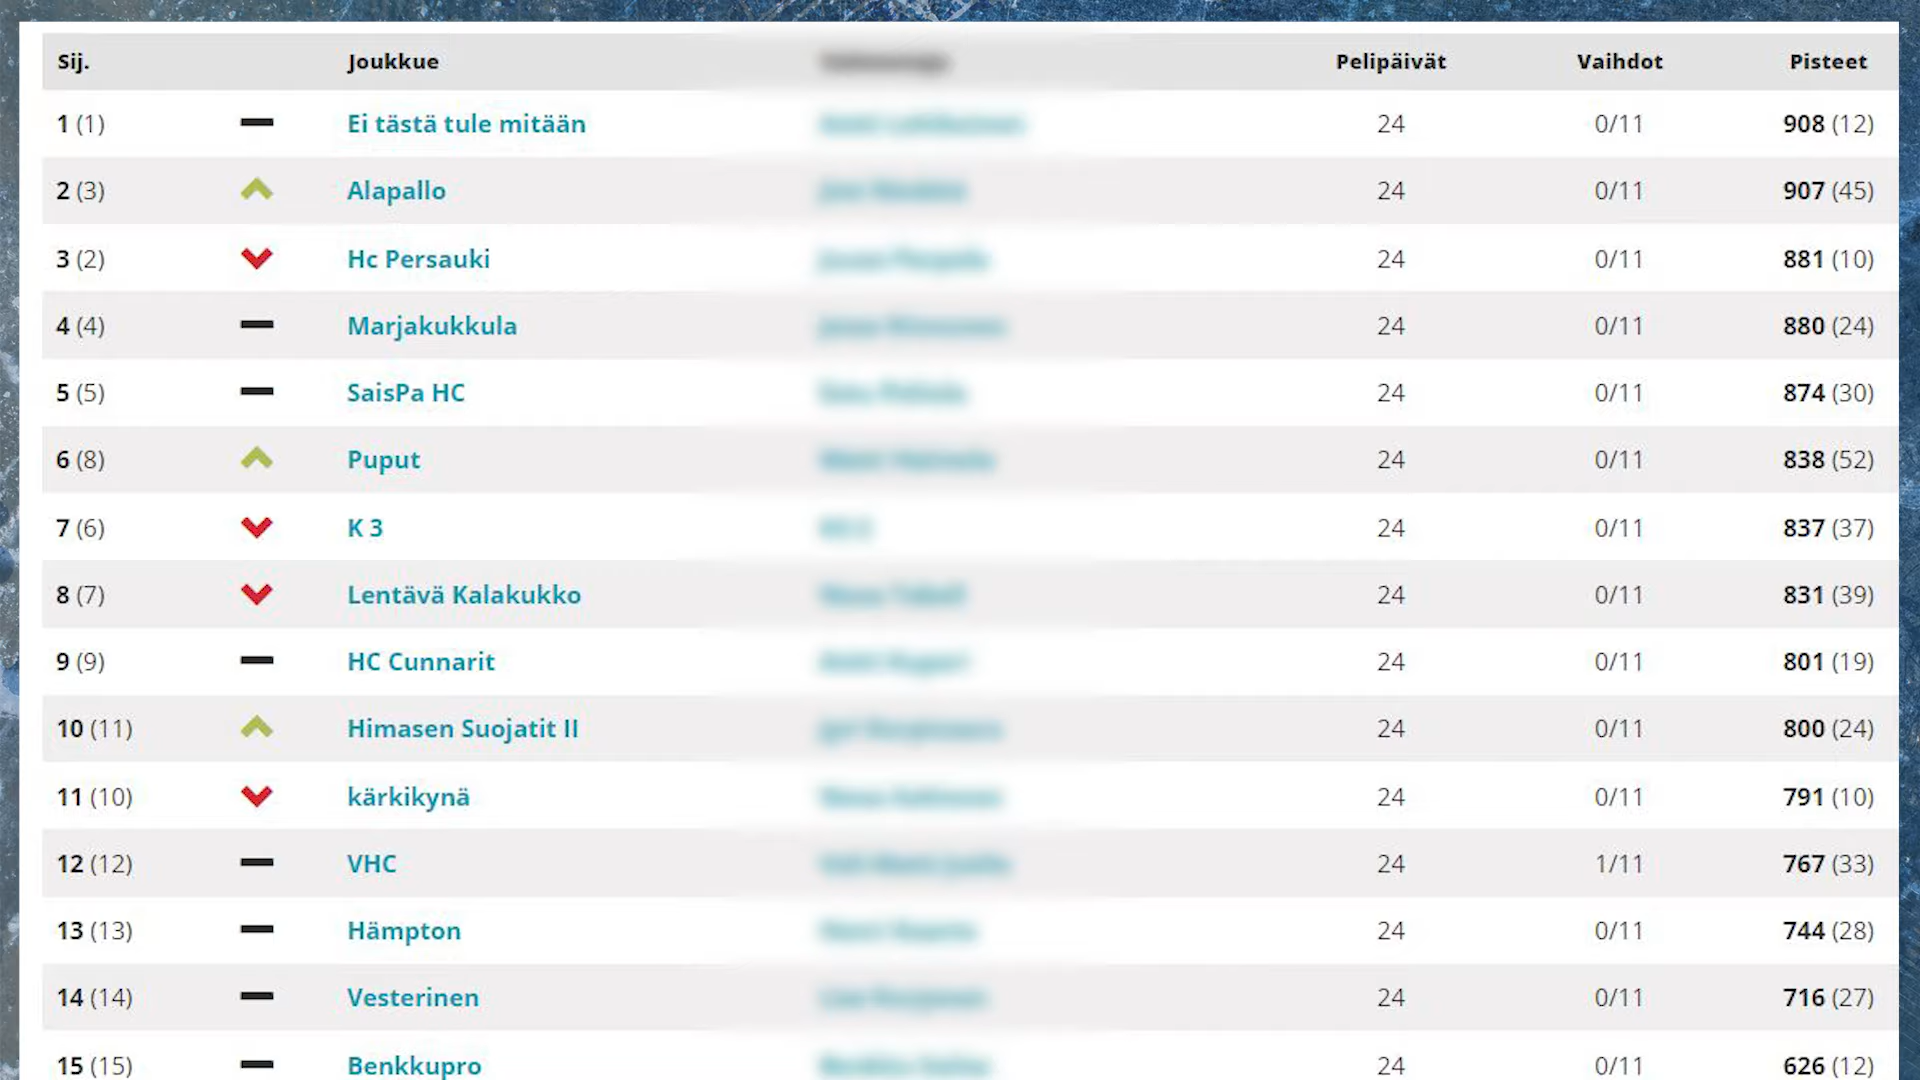 Sij. Joukkue Pelipäivät Vaihdot Pisteet
1 (1) Ei tästä tule mitään 24 0/11 908 (12)
2 (3) Alapallo 24 0/11 907 (45)
3 (2) Hc Persauki 24 0/11 881 (10)
4 (4) Marjakukkula 24 0/11 880 (24)
5 (5) SaisPa HC 24 0/11 874 (30)
6 (8) Puput 24 0/11 838 (52)
7 (6) K 3 24 0/11 837 (37)
8 (7) Lentävä Kalakukko 24 0/11 831 (39)
9 (9) HC Cunnarit 24 0/11 801 (19)
10 (11) Himasen Suojatit II 24 0/11 800 (24)
11 (10) kärkikynä 24 0/11 791 (10)
12 (12) VHC 24 1/11 767 (33)
13 (13) Hämpton 24 0/11 744 (28)
14 (14) Vesterinen 24 0/11 716 (27)
15 (15) Benkkupro 24 0/11 626 (12)